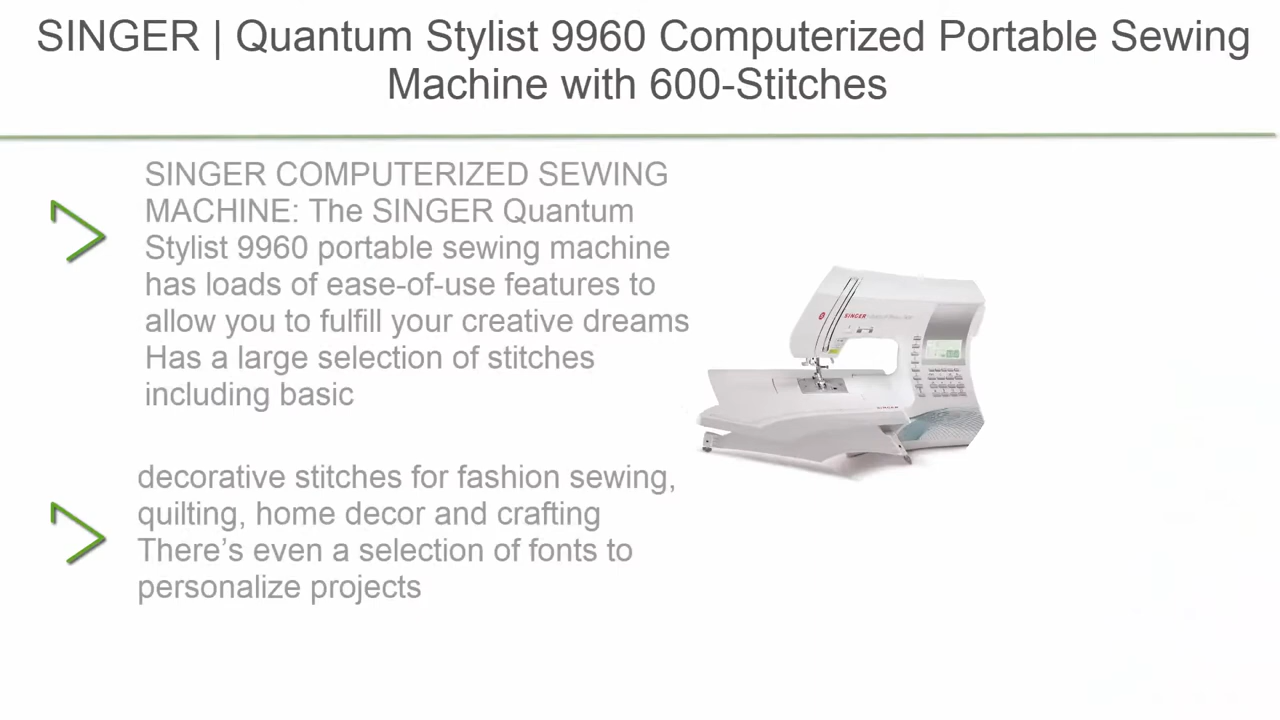 SINGER | Quantum Stylist 9960 Computerized Portable Sewing
Machine with 600-Stitches
SINGER COMPUTERIZED SEWING
MACHINE: The SINGER Quantum
Stylist 9960 portable sewing machine
has loads of ease-of-use features to
allow you to fulfill your creative dreams
Has a large selection of stitches
including basic
decorative stitches for fashion sewing,
quilting, home decor and crafting
There’s even a selection of fonts to
personalize projects
SINGER
SINGER